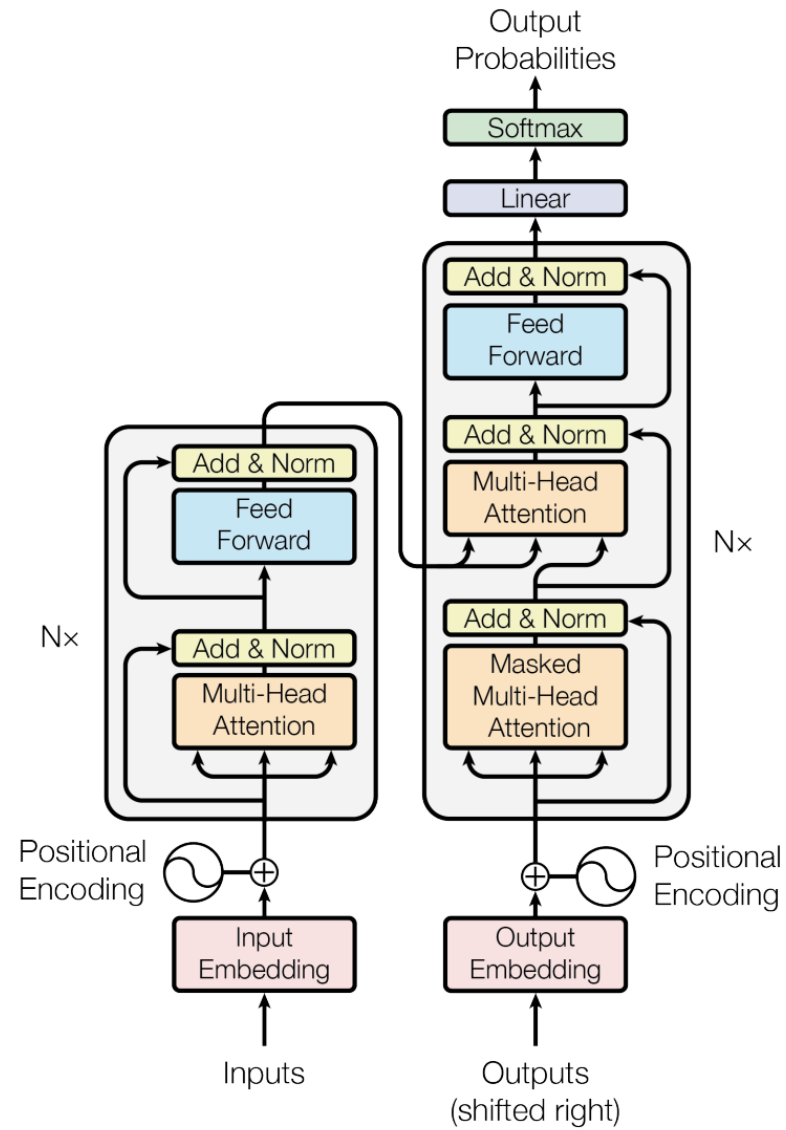 Output
Probabilities
Softmax
Linear
Add & Norm
Feed
Forward
Add & Norm
Multi-Head
Attention
Add & Norm
Masked
Multi-Head
Attention
Nx
Positional
Encoding
Output
Embedding
Outputs
(shifted right)
Add & Norm
Feed
Forward
Add & Norm
Multi-Head
Attention
Nx
Positional
Encoding
Input
Embedding
Inputs